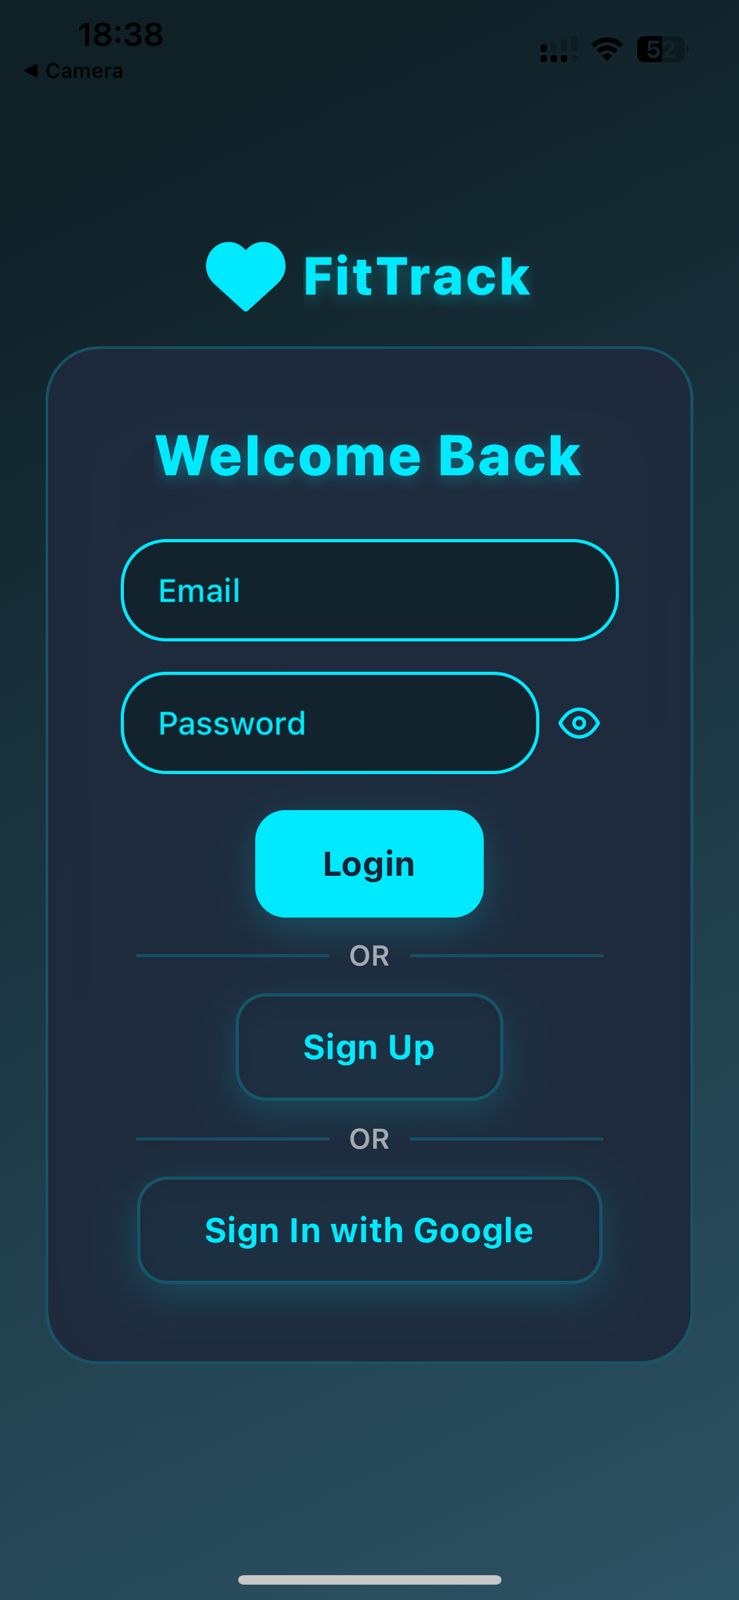 18:38
52
◀ Camera
FitTrack
Welcome Back
Email
Password
Login
OR
Sign Up
OR
Sign In with Google